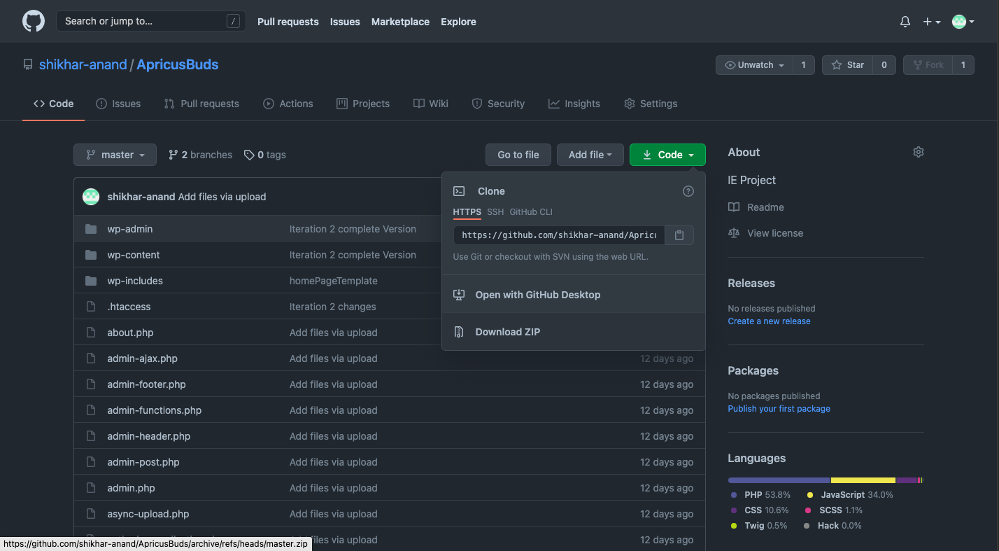 Search or jump to... /
Pull requests Issues Marketplace Explore
shikhar-anand / ApricusBuds
Unwatch 1 Star 0 Fork 1
Code Issues Pull requests Actions Projects Wiki Security Insights Settings
master 2 branches 0 tags
Go to file Add file Code
shikhar-anand Add files via upload
wp-admin Iteration 2 complete Version
wp-content Iteration 2 complete Version
wp-includes homePageTemplate
.htaccess Iteration 2 changes
about.php Add files via upload
admin-ajax.php Add files via upload 12 days ago
admin-footer.php Add files via upload 12 days ago
admin-functions.php Add files via upload 12 days ago
admin-header.php Add files via upload 12 days ago
admin-post.php Add files via upload 12 days ago
admin.php Add files via upload 12 days ago
async-upload.php Add files via upload 12 days ago
files via upload 12 days ago
Clone
HTTPS SSH GitHub CLI
https://github.com/shikhar-anand/Apricu
Use Git or checkout with SVN using the web URL.
Open with GitHub Desktop
Download ZIP
About
IE Project
Readme
View license
Releases
No releases published
Create a new release
Packages
No packages published
Publish your first package
Languages
PHP 53.8% JavaScript 34.0%
CSS 10.6% SCSS 1.1%
Twig 0.5% Hack 0.0%
https://github.com/shikhar-anand/ApricusBuds/archive/refs/heads/master.zip